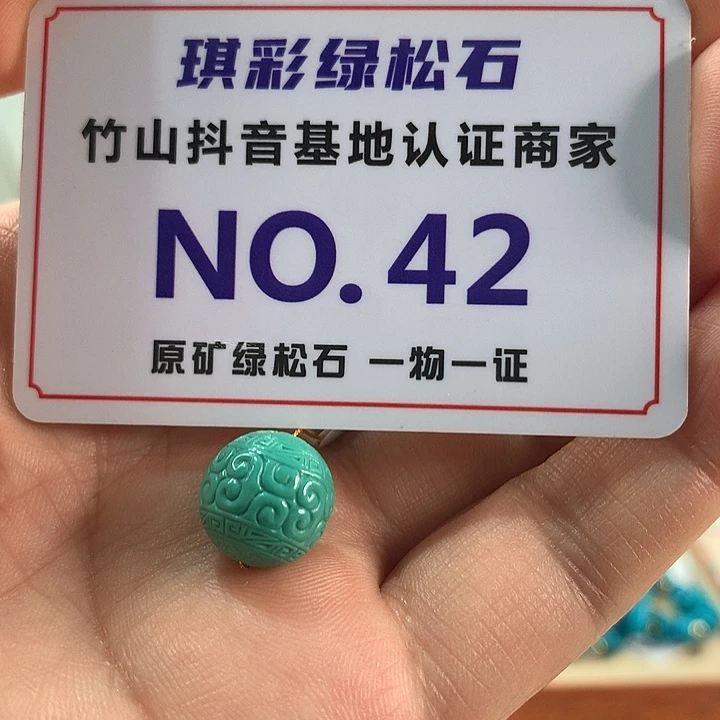 琪彩绿松石
竹山抖音基地认证商家
NO.42
原矿绿松石 一物一证